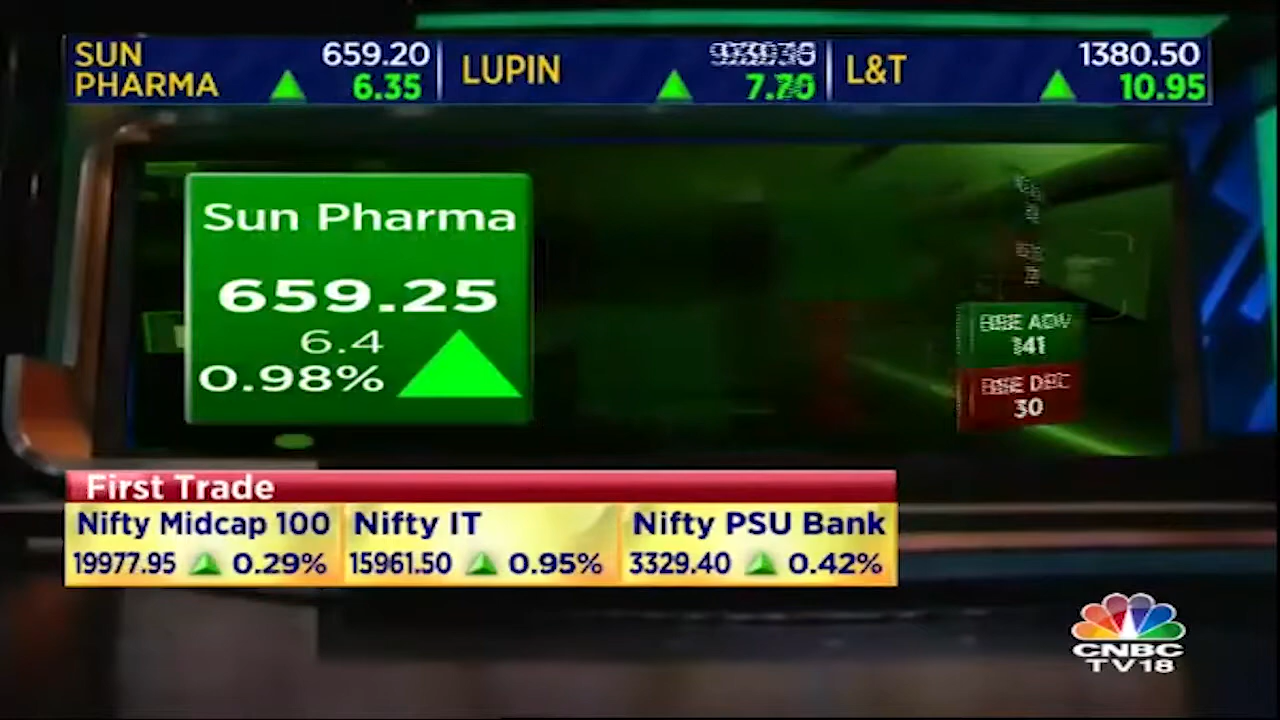 SUN PHARMA 659.20 6.35
LUPIN
L&T 1380.50 10.95
Sun Pharma
659.25
6.4
0.98%
BSE ADV
141
BSE DEC
30
First Trade
Nifty Midcap 100 Nifty IT Nifty PSU Bank
19977.95 0.29% 15961.50 0.95% 3329.40 0.42%
CNBC
TV18